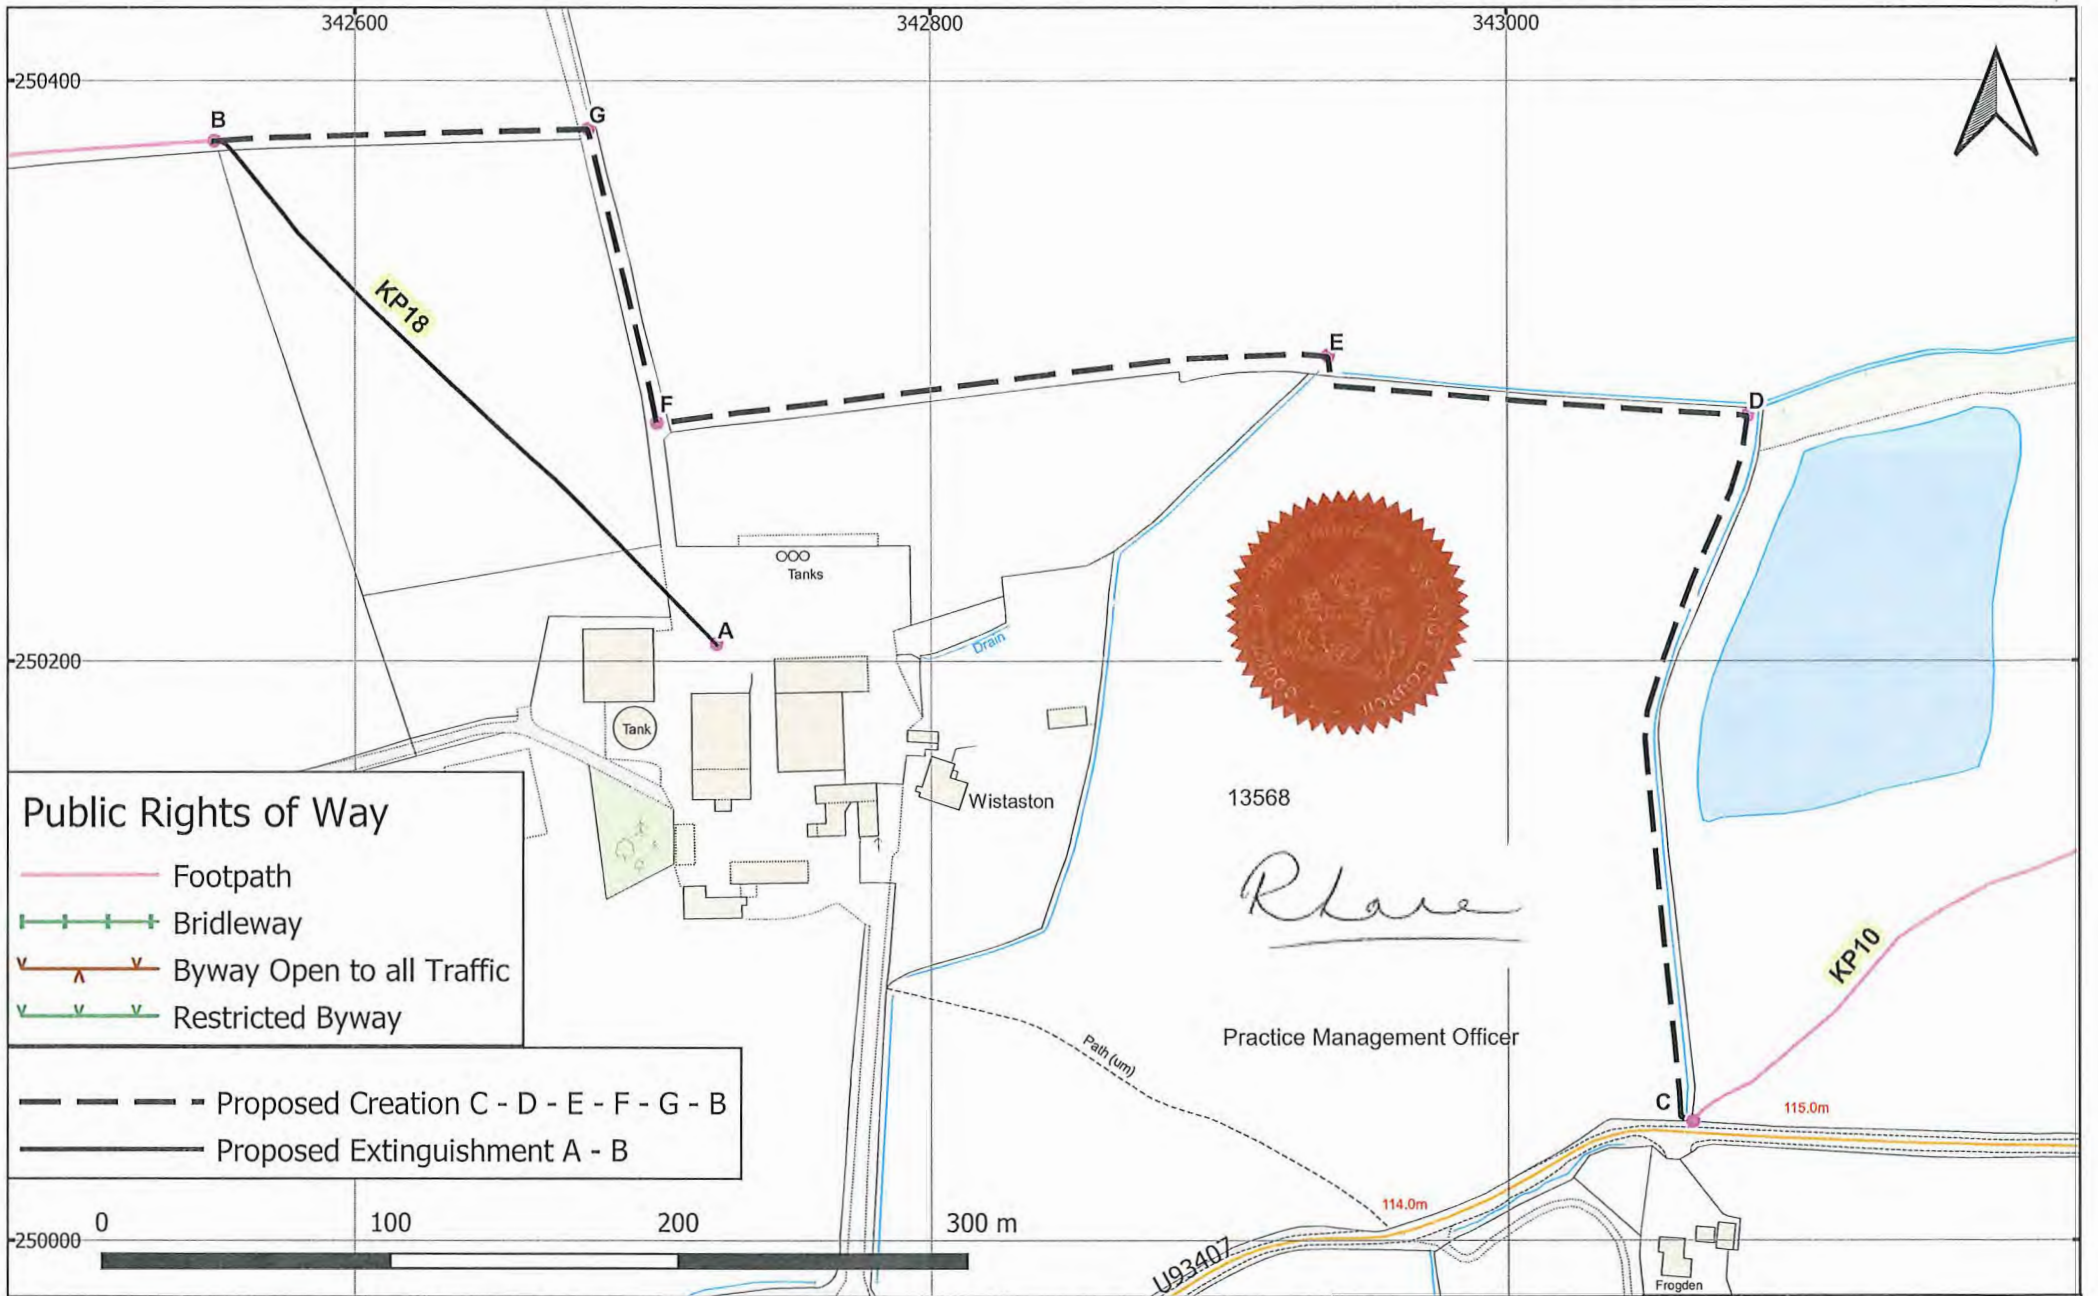 342600
342800
343000
250400
B
G
KP18
E
F
D
OOO
Tanks
A
Drain
250200
COUNCIL
Tank
Wistaston
13568
Public Rights of Way
Footpath
Bridleway
Byway Open to all Traffic
Restricted Byway
KP10
Practice Management Officer
Path (um)
Proposed Creation C - D - E - F - G - B
Proposed Extinguishment A - B
C
115.0m
114.0m
0 100 200 300 m
250000
U93407
Frogden